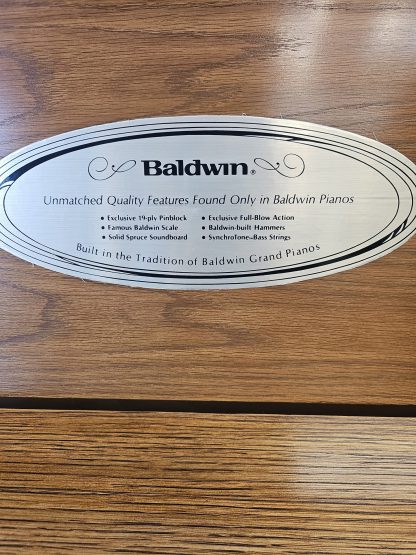 Baldwin®
Unmatched Quality Features Found Only in Baldwin Pianos
• Exclusive 19-ply Pinblock • Exclusive Full-Blow Action
• Famous Baldwin Scale • Baldwin-built Hammers
• Solid Spruce Soundboard • SynchroTone™ Bass Strings
Built in the Tradition of Baldwin Grand Pianos